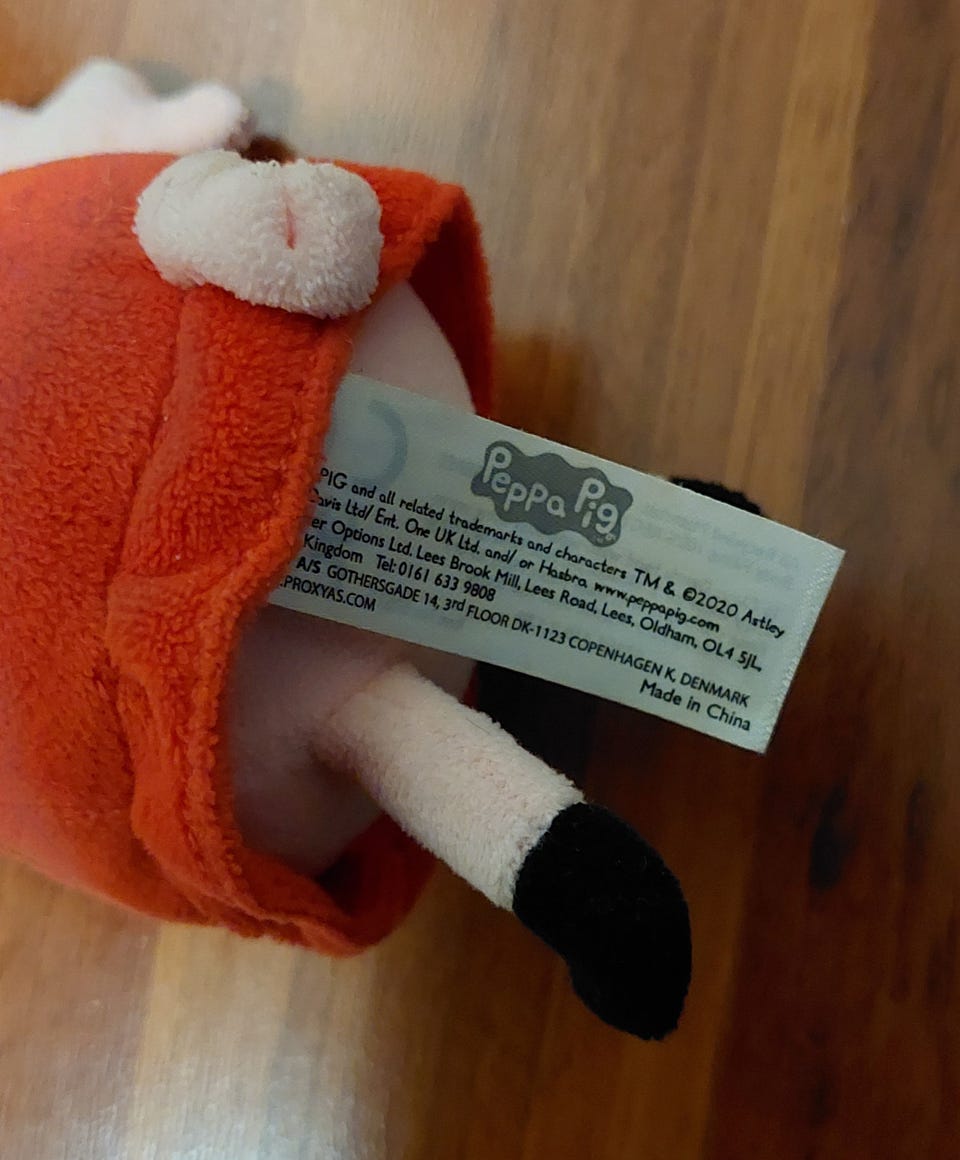 Peppa Pig
PIG and all related trademarks and characters TM & ©2020 Astley
Davis Ltd/ Ent. One UK Ltd. and/ or Hasbro. www.peppapig.com
er Options Ltd. Lees Brook Mill, Lees Road, Lees, Oldham, OL4 5JL,
Kingdom Tel: 0161 633 9808
A/S GOTHERSGADE 14, 3rd FLOOR DK-1123 COPENHAGEN K, DENMARK
.PROXYAS.COM
Made in China